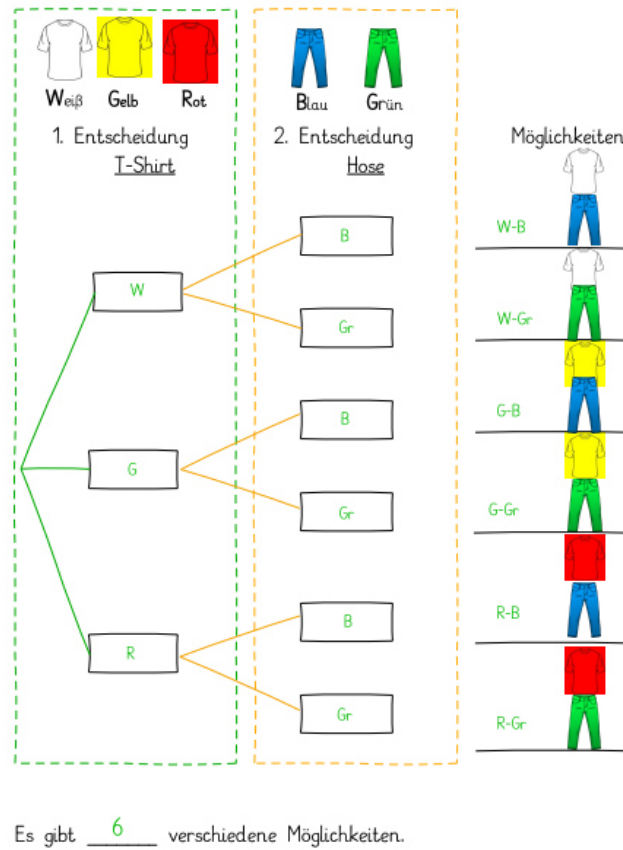 Weiß Gelb Rot Blau Grün
1. Entscheidung 2. Entscheidung Möglichkeiten
T-Shirt Hose
B
W-B
W
W-Gr
Gr
B
G-B
G
Gr
G-Gr
B
R-B
R
Gr
R-Gr
Es gibt 6 verschiedene Möglichkeiten.